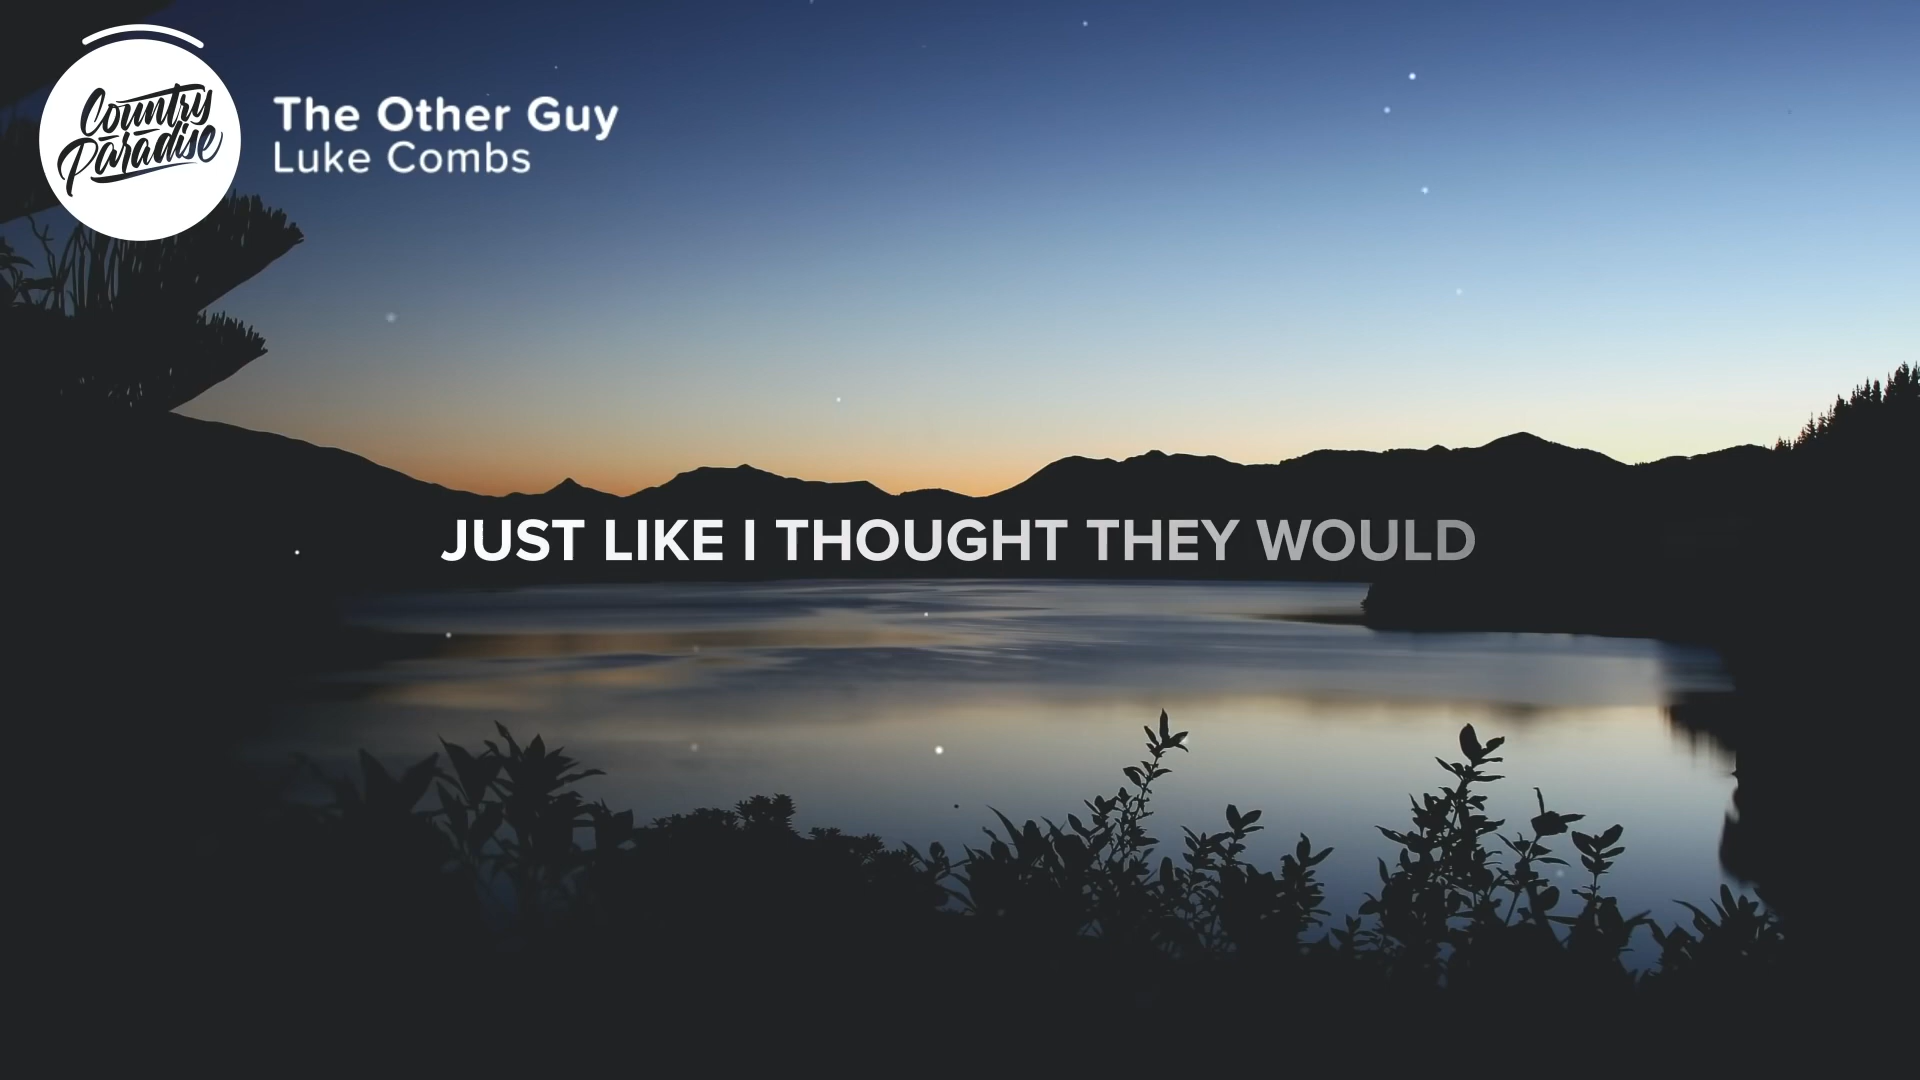 Country
Paradise
The Other Guy
Luke Combs
JUST LIKE I THOUGHT THEY WOULD